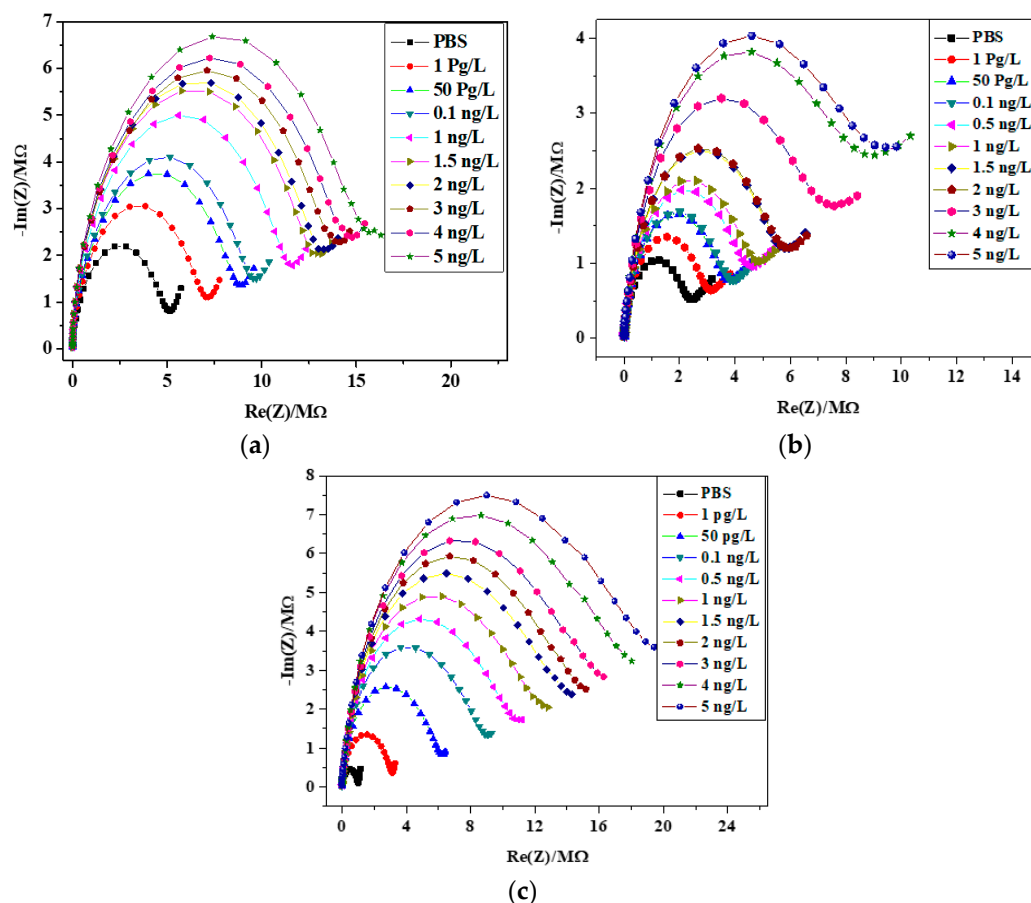 7
6
5
4
3
2
1
0
-Im(Z)/MΩ
0
5
10
15
20
Re(Z)/MΩ
PBS
1 Pg/L
50 Pg/L
0.1 ng/L
1 ng/L
1.5 ng/L
2 ng/L
3 ng/L
4 ng/L
5 ng/L
(a)
4
3
2
1
0
-Im(Z)/MΩ
0
2
4
6
8
10
12
14
Re(Z)/MΩ
PBS
1 Pg/L
50 Pg/L
0.1 ng/L
0.5 ng/L
1 ng/L
1.5 ng/L
2 ng/L
3 ng/L
4 ng/L
5 ng/L
(b)
8
7
6
5
4
3
2
1
0
-Im(Z)/MΩ
0
4
8
12
16
20
24
Re(Z)/MΩ
PBS
1 pg/L
50 pg/L
0.1 ng/L
0.5 ng/L
1 ng/L
1.5 ng/L
2 ng/L
3 ng/L
4 ng/L
5 ng/L
(c)